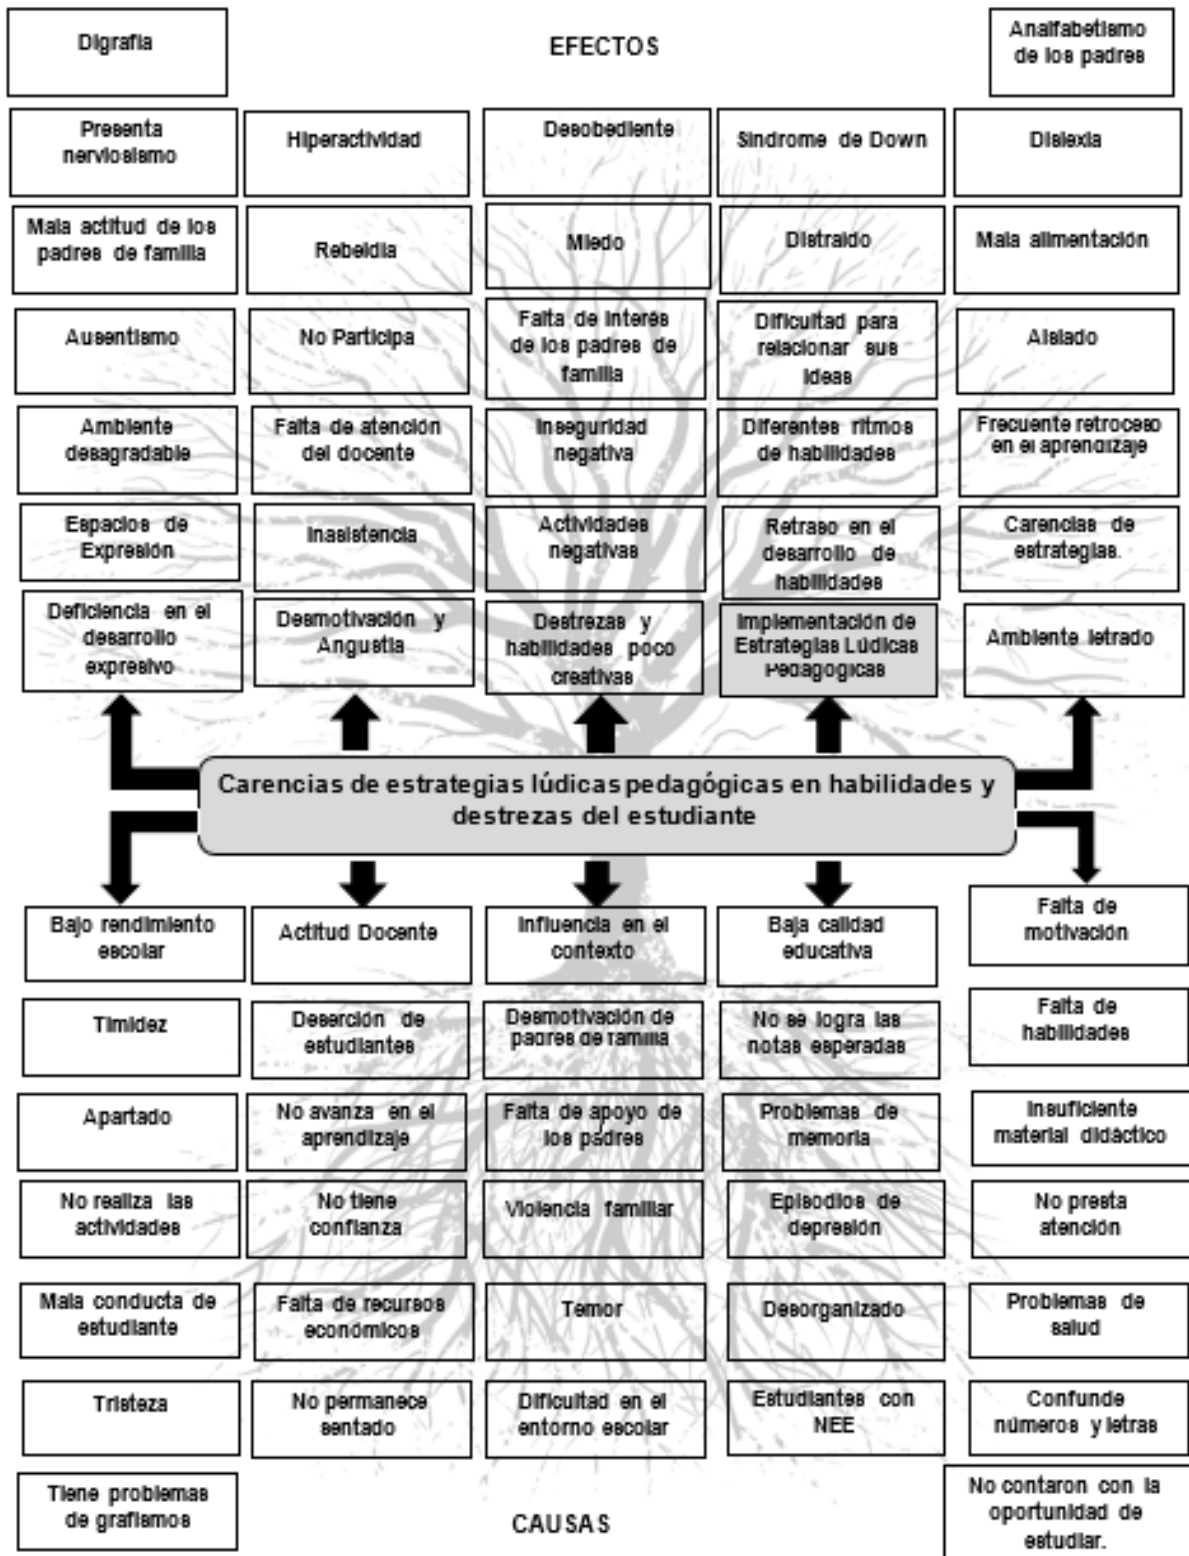 Digrafia
EFECTOS
Analfabetismo
de los padres
Presenta
nerviosismo
Hiperactividad
Desobediente
Sindrome de Down
Dislexia
Mala actitud de los
padres de familia
Rebeldia
Miedo
Distraido
Mala alimentación
Ausentismo
No Participa
Falta de interes
de los padres de
familia
Dificultad para
relacionar sus
ideas
Aislado
Ambiente
desagradable
Falta de atención
del docente
Inseguridad
negativa
Diferentes ritmos
de habilidades
Frecuente retroceso
en el aprendizaje
Espacios de
Expresión
Inasistencia
Actividades
negativas
Retraso en el
desarrollo de
habilidades
Carencias de
estrategias.
Deficiencia en el
desarrollo
expresivo
Desmotivación y
Angustia
Destrezas y
habilidades poco
creativas
Implementación de
Estrategias Lúdicas
Pedagógicas
Ambiente letrado
Carencias de estrategias lúdicas pedagógicas en habilidades y
destrezas del estudiante
Bajo rendimiento
escolar
Actitud Docente
Influencia en el
contexto
Baja calidad
educativa
Falta de
motivación
Timidez
Deserción de
estudiantes
Desmotivación de
padres de familia
No se logra las
notas esperadas
Falta de
habilidades
Apartado
No avanza en el
aprendizaje
Falta de apoyo de
los padres
Problemas de
memoria
Insuficiente
material didáctico
No realiza las
actividades
No tiene
confianza
Violencia familiar
Episodios de
depresión
No presta
atención
Mala conducta de
estudiante
Falta de recursos
económicos
Temor
Desorganizado
Problemas de
salud
Tristeza
No permanece
sentado
Dificultad en el
entorno escolar
Estudiantes con
NEE
Confunde
números y letras
Tiene problemas
de grafismos
CAUSAS
No contaron con la
oportunidad de
estudiar.